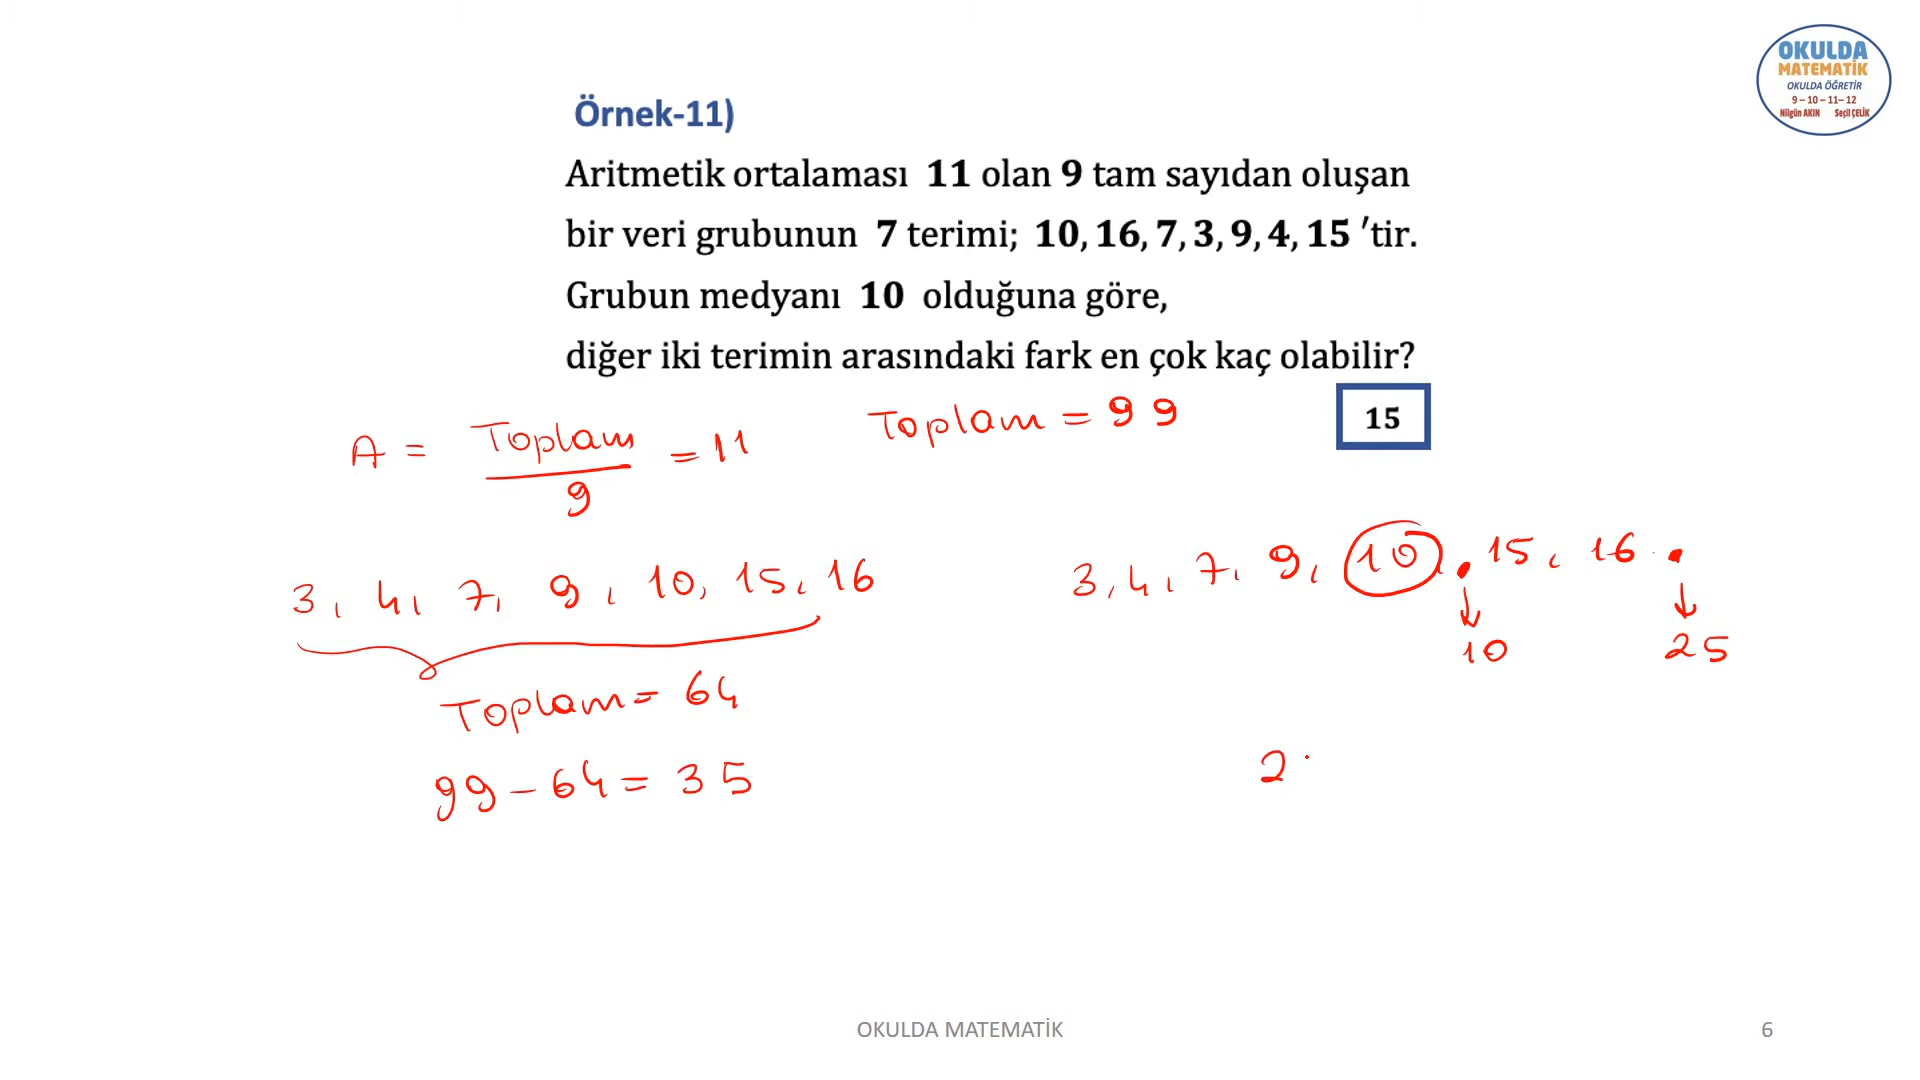 OKULDA
MATEMATİK
OKULDA ÖĞRETİR
9 – 10 – 11– 12
Nilgün AKIN Seçil ÇELİK
Örnek-11)
Aritmetik ortalaması 11 olan 9 tam sayıdan oluşan
bir veri grubunun 7 terimi; 10, 16, 7, 3, 9, 4, 15 'tir.
Grubun medyanı 10 olduğuna göre,
diğer iki terimin arasındaki fark en çok kaç olabilir?
15
A = Toplam / 9 = 11
Toplam = 99
3, 4, 7, 9, 10, 15, 16
Toplam = 64
99 - 64 = 35
3, 4, 7, 9, 10, . 15, 16 .
↓ ↓
10 25
2
OKULDA MATEMATİK
6